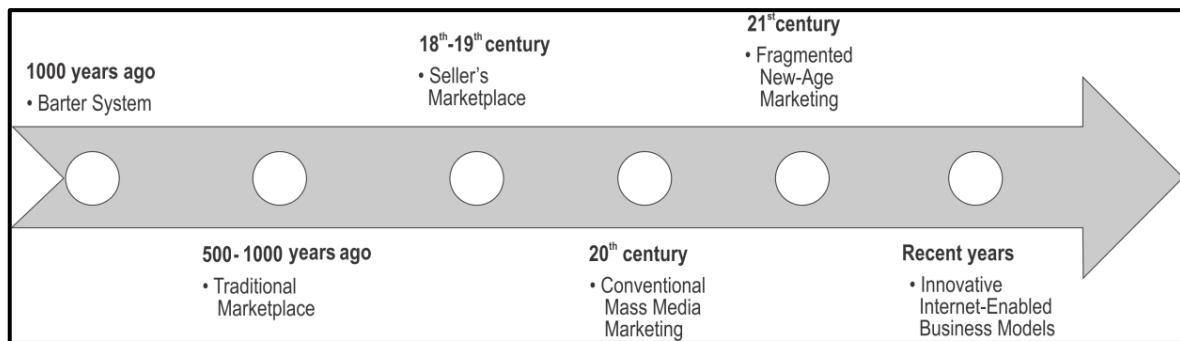 1000 years ago
• Barter System
500- 1000 years ago
• Traditional
Marketplace
18th-19th century
• Seller's
Marketplace
20th century
• Conventional
Mass Media
Marketing
21st century
• Fragmented
New-Age
Marketing
Recent years
• Innovative
Internet-Enabled
Business Models